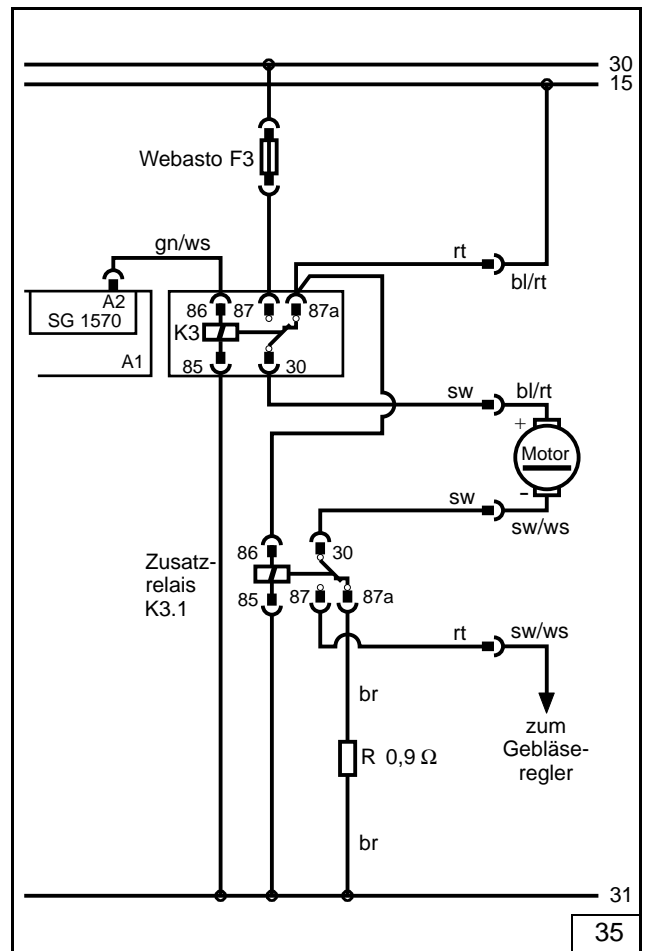 30
15
Webasto F3
gn/ws
rt
bl/rt
A2
SG 1570
A1
86 87 87a
K3
85 30
sw bl/rt
+
Motor
-
sw
sw/ws
Zusatz-
relais
K3.1
86 30
85 87 87a
rt sw/ws
br
zum
Gebläse-
regler
R 0,9 Ω
br
31
35